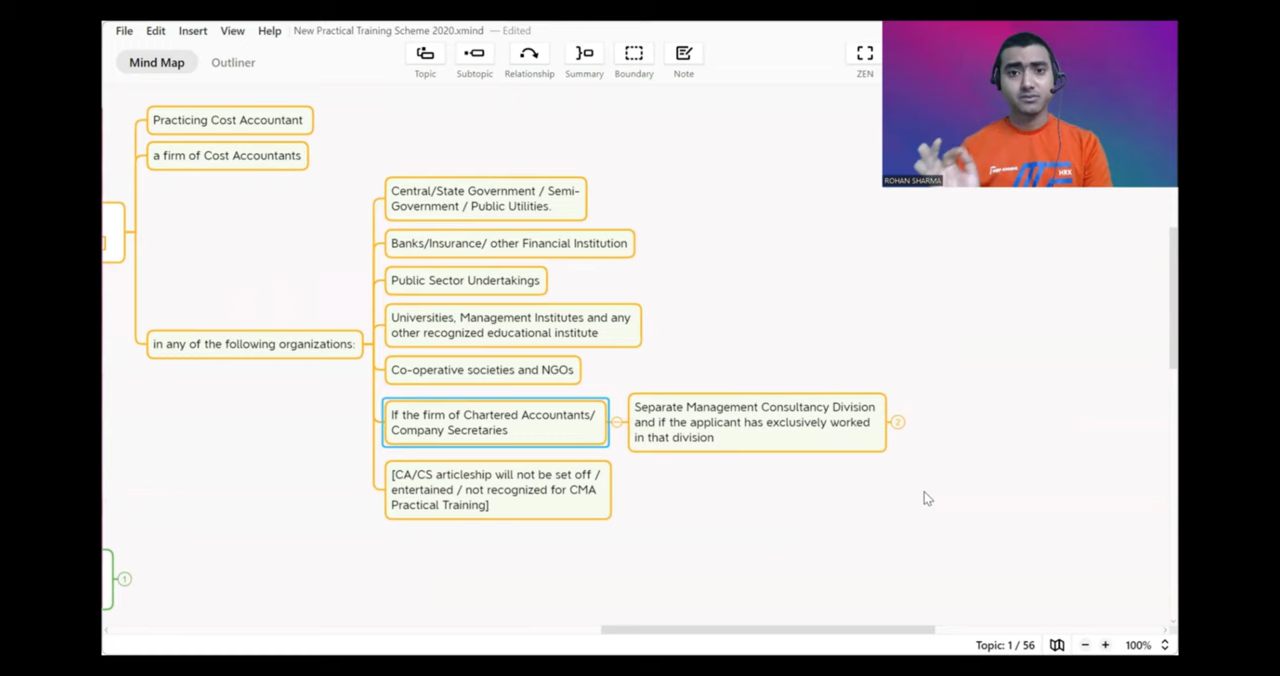 File Edit Insert View Help New Practical Training Scheme 2020.xmind — Edited
Mind Map Outliner
Topic Subtopic Relationship Summary Boundary Note ZEN
ROHAN SHARMA
HRX
Practicing Cost Accountant
a firm of Cost Accountants
in any of the following organizations:
Central/State Government / Semi-
Government / Public Utilities.
Banks/Insurance/ other Financial Institution
Public Sector Undertakings
Universities, Management Institutes and any
other recognized educational institute
Co-operative societies and NGOs
If the firm of Chartered Accountants/
Company Secretaries
Separate Management Consultancy Division
and if the applicant has exclusively worked
in that division
2
[CA/CS articleship will not be set off /
entertained / not recognized for CMA
Practical Training]
1
Topic: 1 / 56 100%